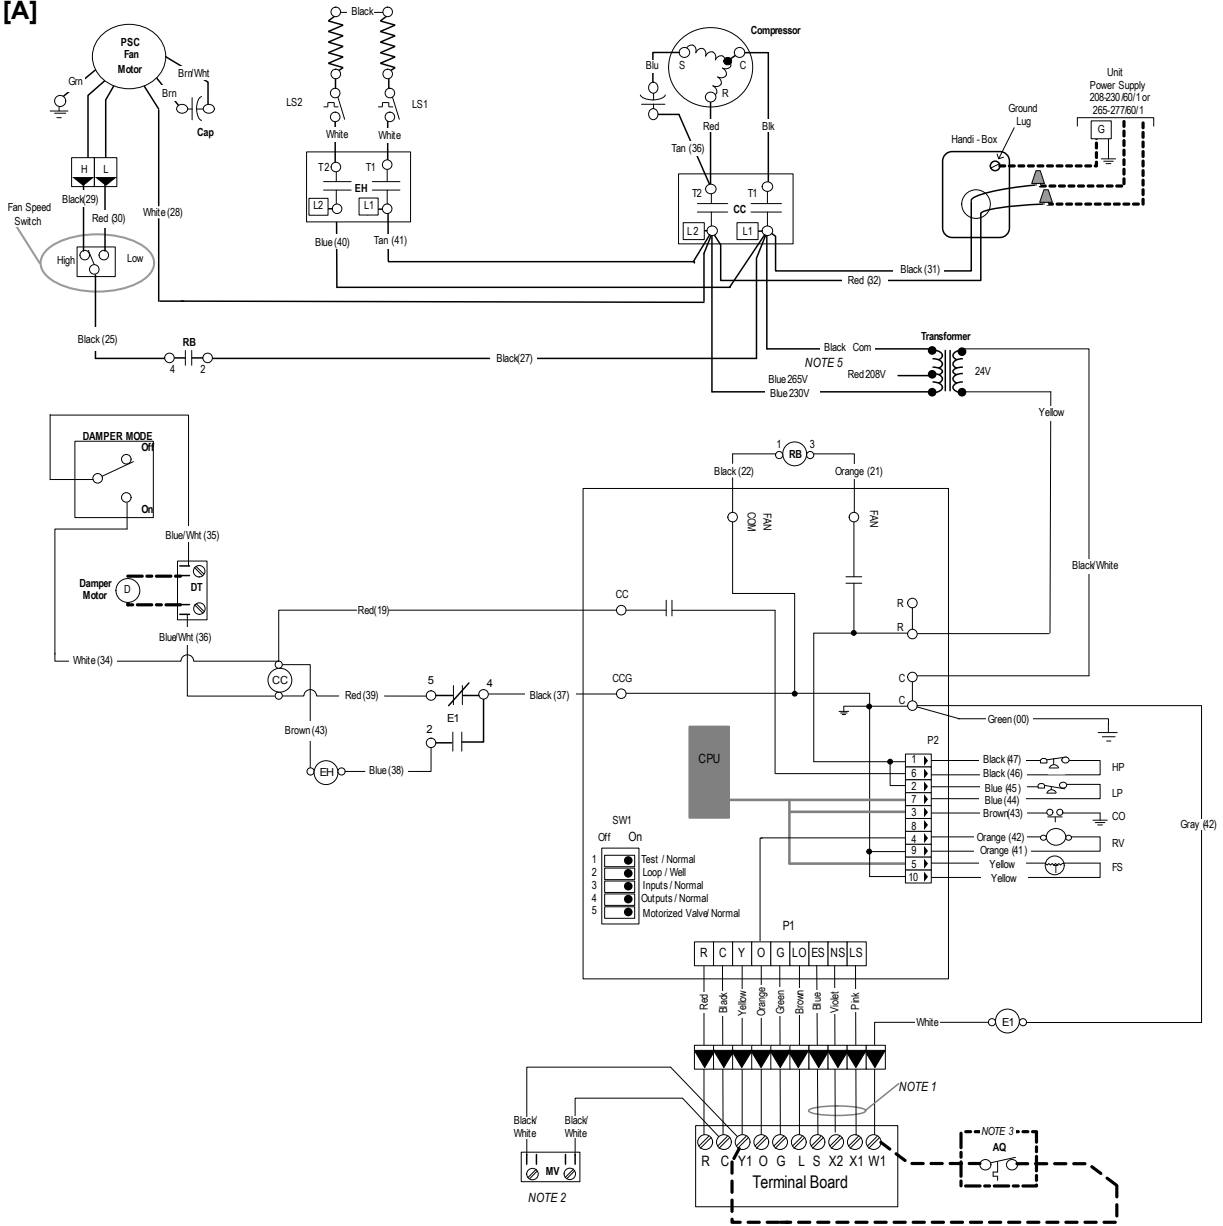 [A]
PSC
Fan
Motor
Grn
Brn/Wht
Brn
Cap
H L
Black(29)
Fan Speed
Switch
Red (30)
White (28)
High
Low
Black (25)
RB
4 2
Black(27)
Black
LS2
LS1
White
White
T2
T1
EH
L2
L1
Blue (40)
Tan (41)
Compressor
Blu
S
C
R
Red
Blk
Tan (36)
T2
T1
CC
L2
L1
Unit
Power Supply
208-230 /60/1 or
265-277/60/1
G
Ground
Lug
Handi - Box
Black (31)
Red (32)
Transformer
Black Com
NOTE 5
Red 208V
24V
Blue 265V
Blue 230V
Yellow
Black/White
DAMPER MODE
Off
On
Blue/Wht (35)
Damper
Motor
D
DT
Blue/Wht (36)
White (34)
Red(19)
CC
Red (39)
5
4
E1
2
Brown (43)
EH
Blue (38)
Black (37)
1
3
RB
Black (22)
Orange (21)
FAN
COM
FAN
CC
CCG
R
R
C
C
Green (00)
P2
CPU
1
6
2
7
3
8
4
9
5
10
Black (47)
Black (46)
HP
Blue (45)
Blue (44)
LP
Brown(43)
CO
Orange (42)
Orange (41)
RV
Yellow
Yellow
FS
Gray (42)
SW1
Off On
1 Test / Normal
2 Loop / Well
3 Inputs / Normal
4 Outputs / Normal
5 Motorized Valve/ Normal
P1
R C Y O G LO ES NS LS
Red
Black
Yellow
Orange
Green
Brown
Blue
Violet
Pink
White
E1
NOTE 1
Black/
White
Black/
White
MV
NOTE 2
R C Y1 O G L S X2 X1 W1
Terminal Board
NOTE 3
AQ